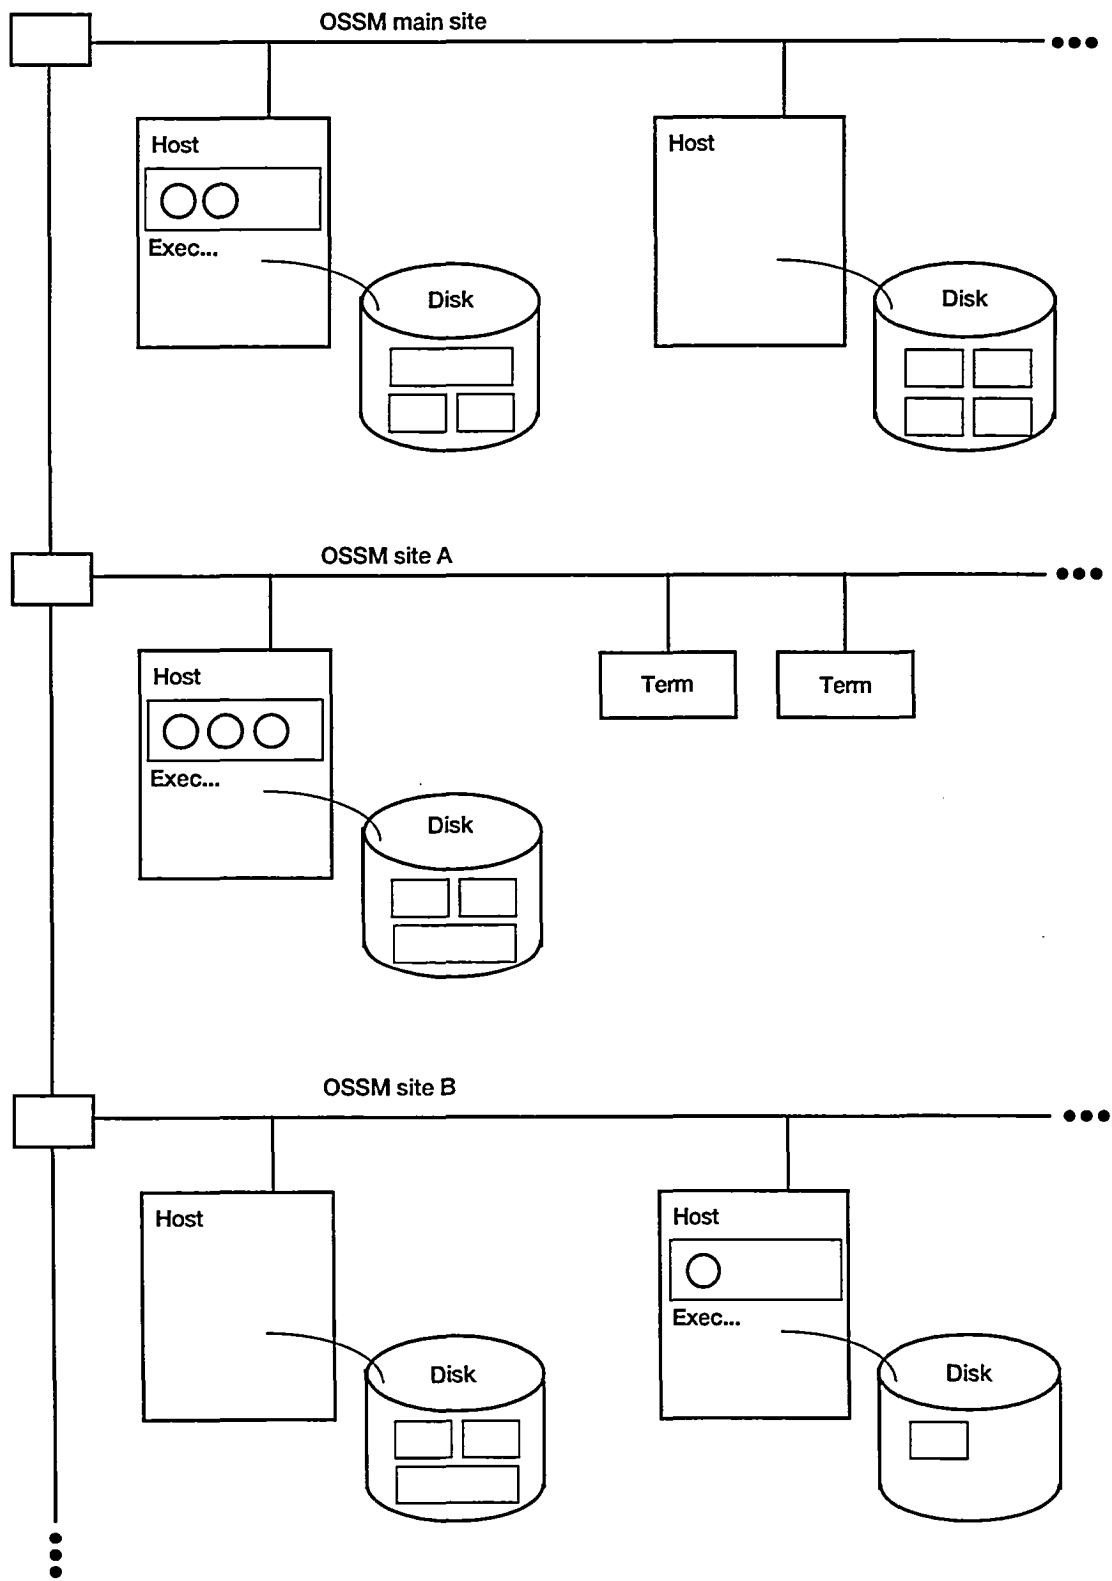 OSSM main site
Host
Host
Exec...
Disk
Disk
OSSM site A
Host
Term
Term
Exec...
Disk
OSSM site B
Host
Host
Exec...
Disk
Disk